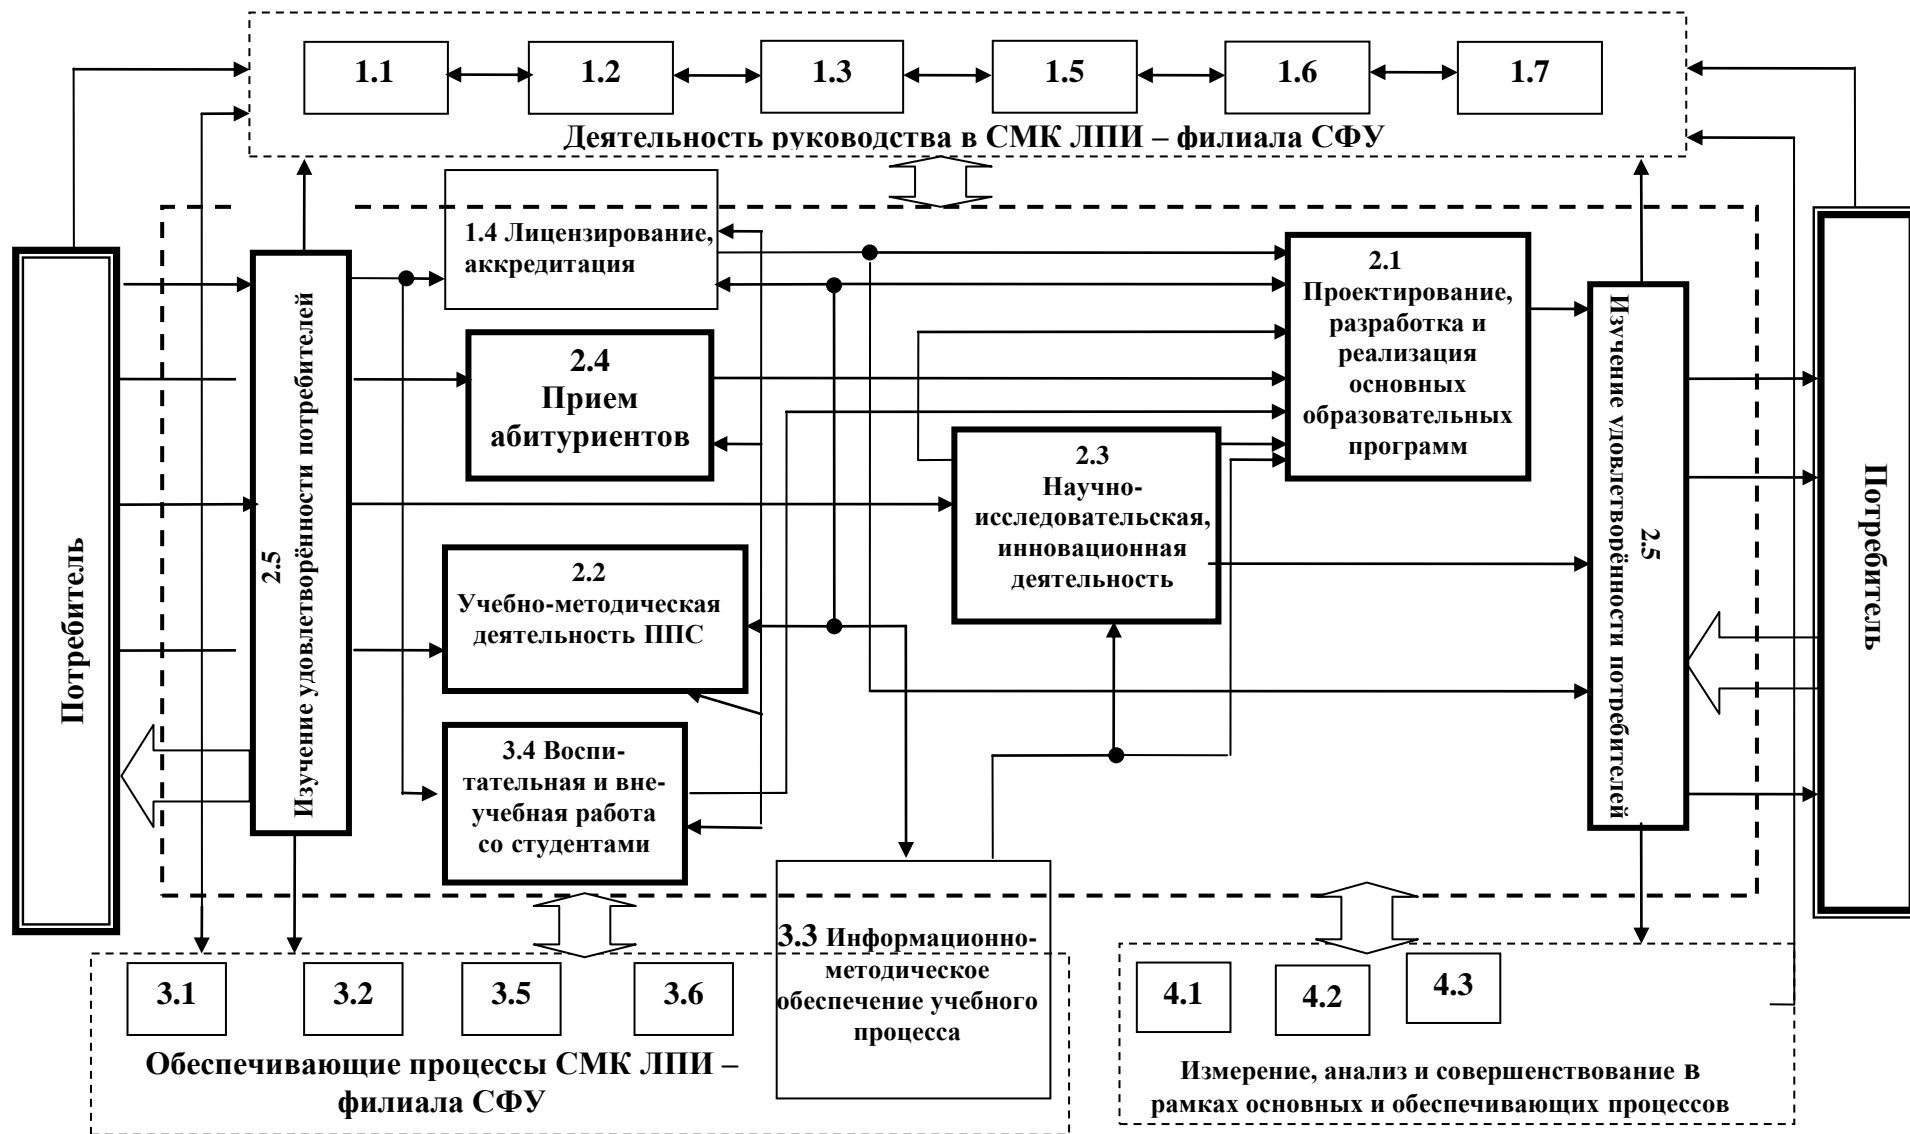 1.1
1.2
1.3
1.5
1.6
1.7
Деятельность руководства в СМК ЛПИ – филиала СФУ
Потребитель
2.5
Изучение удовлетворённости потребителей
1.4 Лицензирование,
аккредитация
2.4
Прием
абитуриентов
2.2
Учебно-методическая
деятельность ППС
3.4 Воспи-
тательная и вне-
учебная работа
со студентами
2.3
Научно-
исследовательская,
инновационная
деятельность
2.1
Проектирование,
разработка и
реализация
основных
образовательных
программ
2.5
Изучение удовлетворённости потребителей
Потребитель
3.1
3.2
3.5
3.6
Обеспечивающие процессы СМК ЛПИ –
филиала СФУ
3.3 Информационно-
методическое
обеспечение учебного
процесса
4.1
4.2
4.3
Измерение, анализ и совершенствование в
рамках основных и обеспечивающих процессов